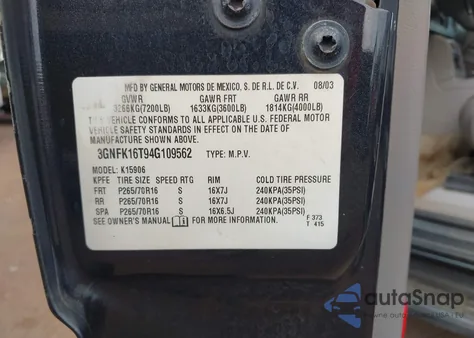 MFD BY GENERAL MOTORS DE MEXICO, S. DE R.L. DE C.V. 08/03
GVWR GAWR FRT GAWR RR
3266KG(7200LB) 1633KG(3600LB) 1814KG(4000LB)
THIS VEHICLE CONFORMS TO ALL APPLICABLE U.S. FEDERAL MOTOR
VEHICLE SAFETY STANDARDS IN EFFECT ON THE DATE OF
MANUFACTURE SHOWN ABOVE.
3GNFK16T94G109562 TYPE: M.P.V.
MODEL: K15906
KPFE TIRE SIZE SPEED RTG RIM COLD TIRE PRESSURE
FRT P265/70R16 S 16X7J 240KPA(35PSI)
RR P265/70R16 S 16X7J 240KPA(35PSI)
SPA P265/70R16 S 16X6.5J 240KPA(35PSI)
SEE OWNER'S MANUAL FOR MORE INFORMATION. F 373
T 415
autoSnap